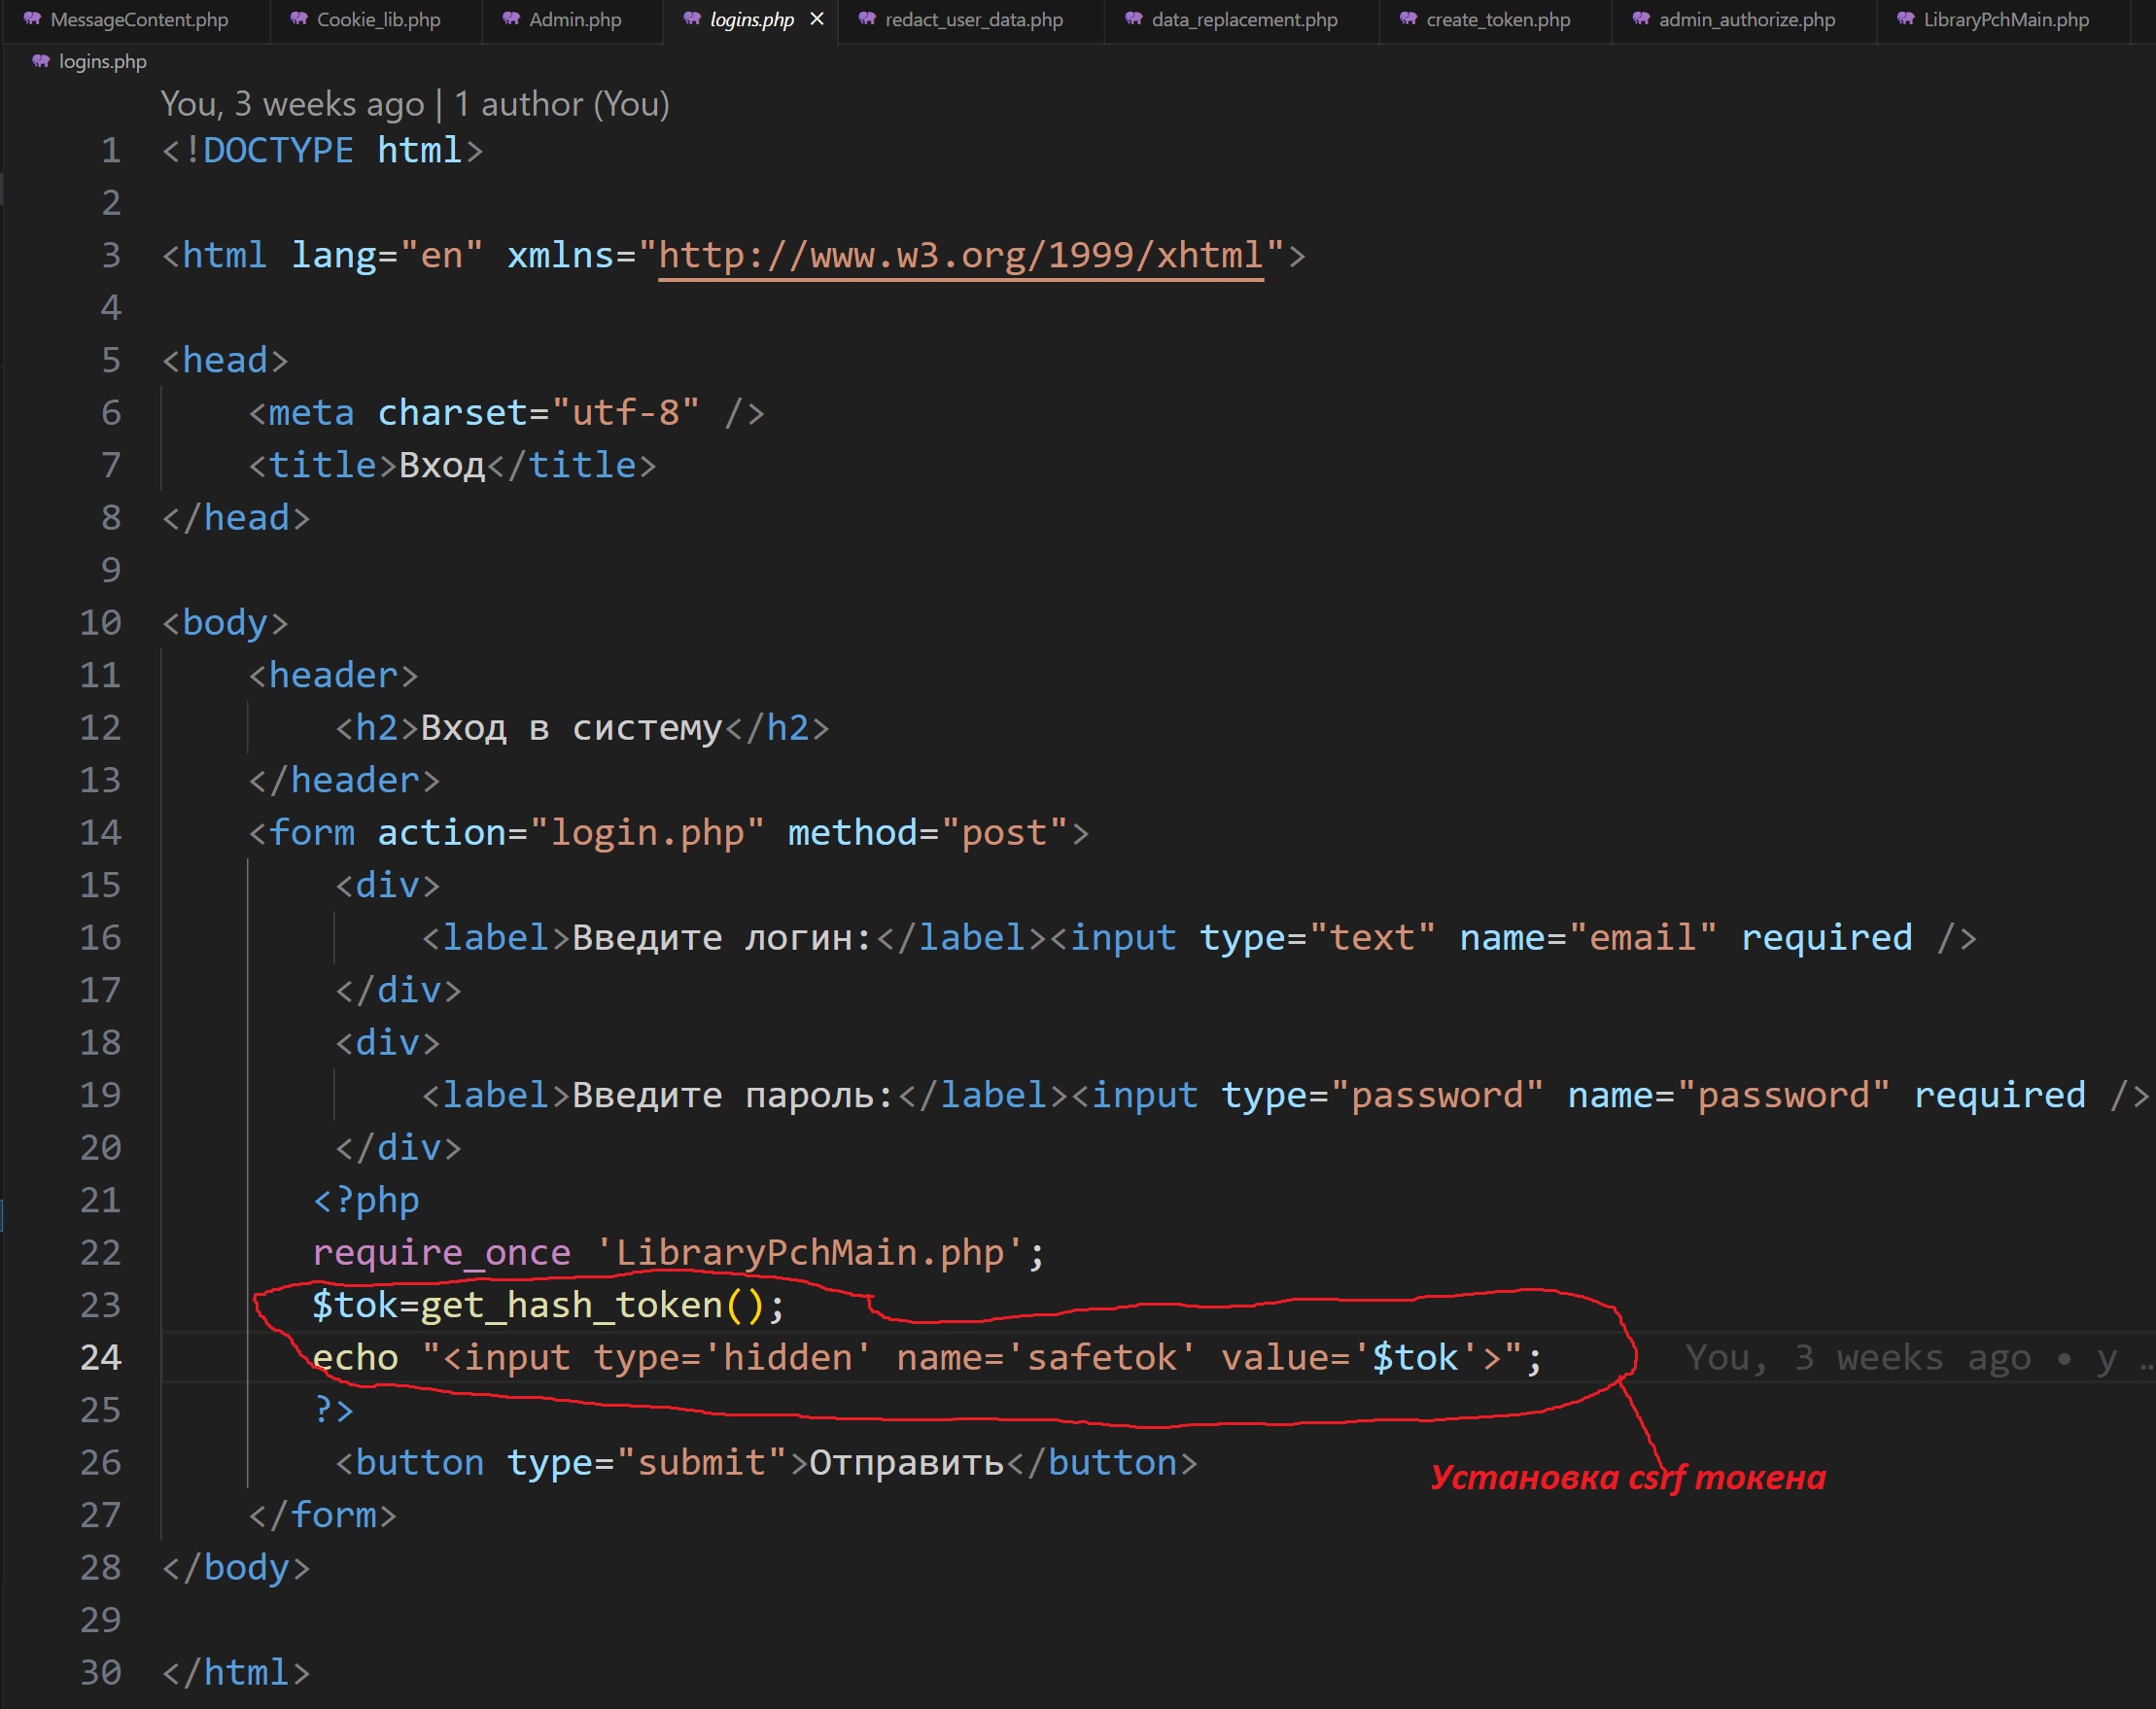 MessageContent.php Cookie_lib.php Admin.php logins.php × redact_user_data.php data_replacement.php create_token.php admin_authorize.php LibraryPchMain.php
logins.php
You, 3 weeks ago | 1 author (You)
1 <!DOCTYPE html>
2
3 <html lang="en" xmlns="http://www.w3.org/1999/xhtml">
4
5 <head>
6 <meta charset="utf-8" />
7 <title>Вход</title>
8 </head>
9
10 <body>
11 <header>
12 <h2>Вход в систему</h2>
13 </header>
14 <form action="login.php" method="post">
15 <div>
16 <label>Введите логин:</label><input type="text" name="email" required />
17 </div>
18 <div>
19 <label>Введите пароль:</label><input type="password" name="password" required />
20 </div>
21 <?php
22 require_once 'LibraryPchMain.php';
23 $tok=get_hash_token();
24 echo "<input type='hidden' name='safetok' value='$tok'>"; You, 3 weeks ago • y …
25 ?>
26 <button type="submit">Отправить</button>
Установка csrf токена
27 </form>
28 </body>
29
30 </html>